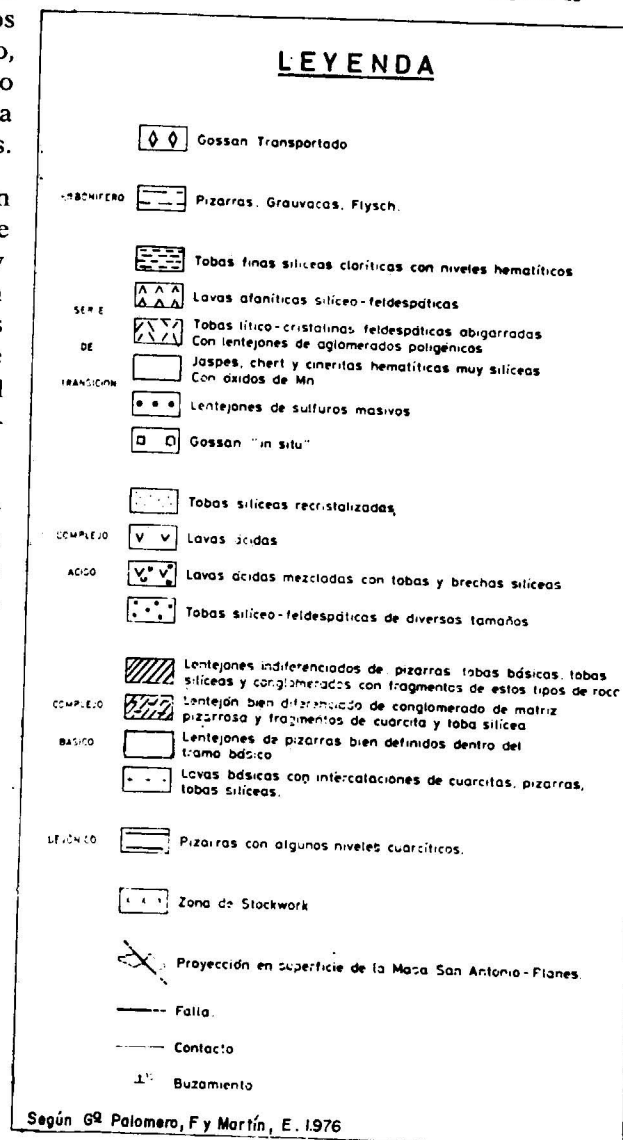 os
o,
o
a
s.
n
e
y
LEYENDA
Gossan Transportado
Pizarras. Grauvacas. Flysch.
SERIE
DE
TRANSICION
Tobas finas silíceas cloríticas con niveles hematíticos
Lavas afaníticas silíceo-feldespáticas
Tobas lítico-cristalinas feldespáticas abigarradas
Con lentejones de aglomerados poligénicos
Jaspes, chert y cineritas hematíticas muy silíceas
Con óxidos de Mn
Lentejones de sulfuros masivos
Gossan "in situ"
COMPLEJO
ACIDO
Tobas silíceas recristalizadas,
Lavas ácidas
Lavas ácidas mezcladas con tobas y brechas silíceas
Tobas silíceo-feldespáticas de diversos tamaños
COMPLEJO
BASICO
Lentejones indiferenciados de pizarras tobas básicas, tobas
silíceas y conglomerados con fragmentos de estos tipos de roca
Lentejón bien diferenciado de conglomerado de matriz
pizarrosa y fragmentos de cuarcita y toba silícea
Lentejones de pizarras bien definidos dentro del
tramo básico
Lavas básicas con intercalaciones de cuarcitas, pizarras,
tobas silíceas.
Pizarras con algunos niveles cuarcíticos.
Zona de Stockwork
Proyección en superficie de la Masa San Antonio-Planes.
Falla.
Contacto
Buzamiento
Según Gª Palomero, F y Martín, E. 1.976